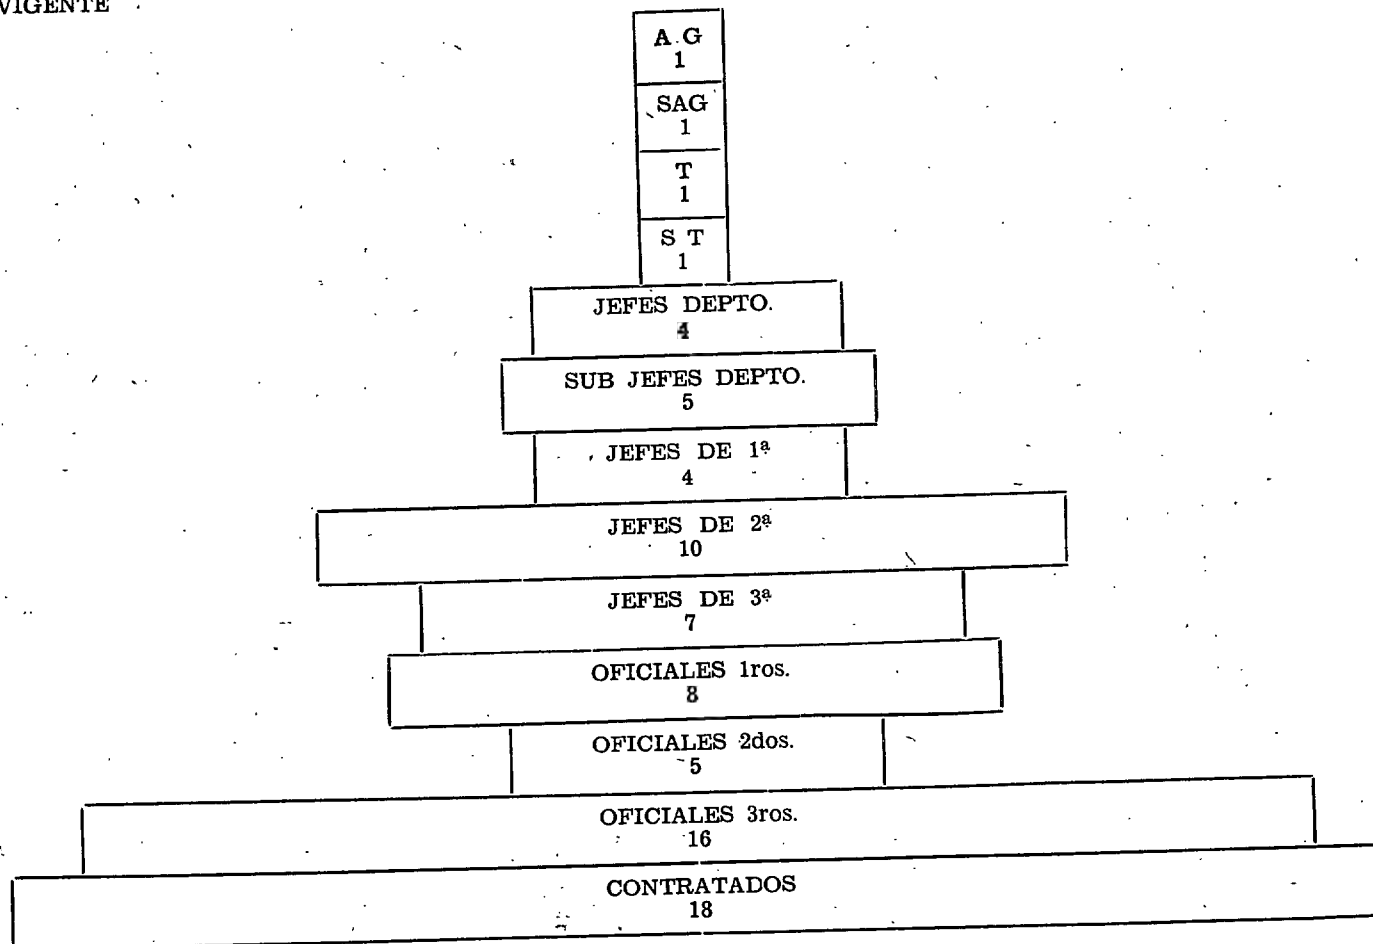 VIGENTE
A G
1
SAG
1
T
1
S T
1
JEFES DEPTO.
4
SUB JEFES DEPTO.
5
JEFES DE 1ª
4
JEFES DE 2ª
10
JEFES DE 3ª
7
OFICIALES 1ros.
8
OFICIALES 2dos.
5
OFICIALES 3ros.
16
CONTRATADOS
18